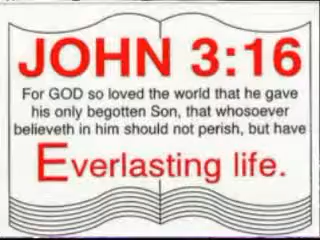 JOHN 3:16
For GOD so loved the world that he gave
his only begotten Son, that whosoever
believeth in him should not perish, but have
Everlasting life.